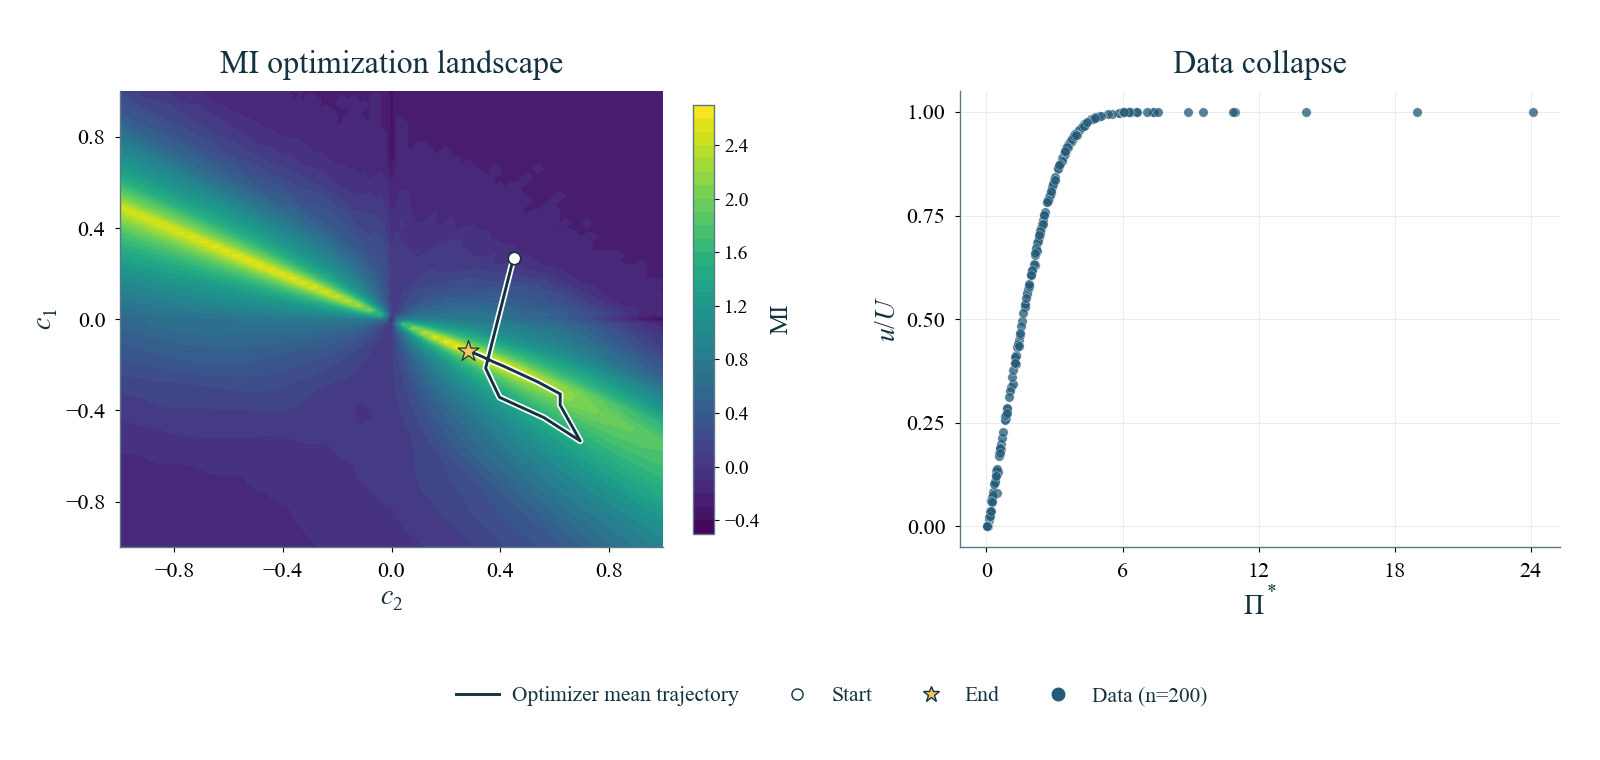 MI optimization landscape
0.8
0.4
0.0
−0.4
−0.8
c1
−0.8 −0.4 0.0 0.4 0.8
c2
2.4
2.0
1.6
1.2
0.8
0.4
0.0
−0.4
MI
Data collapse
1.00
0.75
0.50
0.25
0.00
u/U
0 6 12 18 24
Π*
Optimizer mean trajectory Start End Data (n=200)